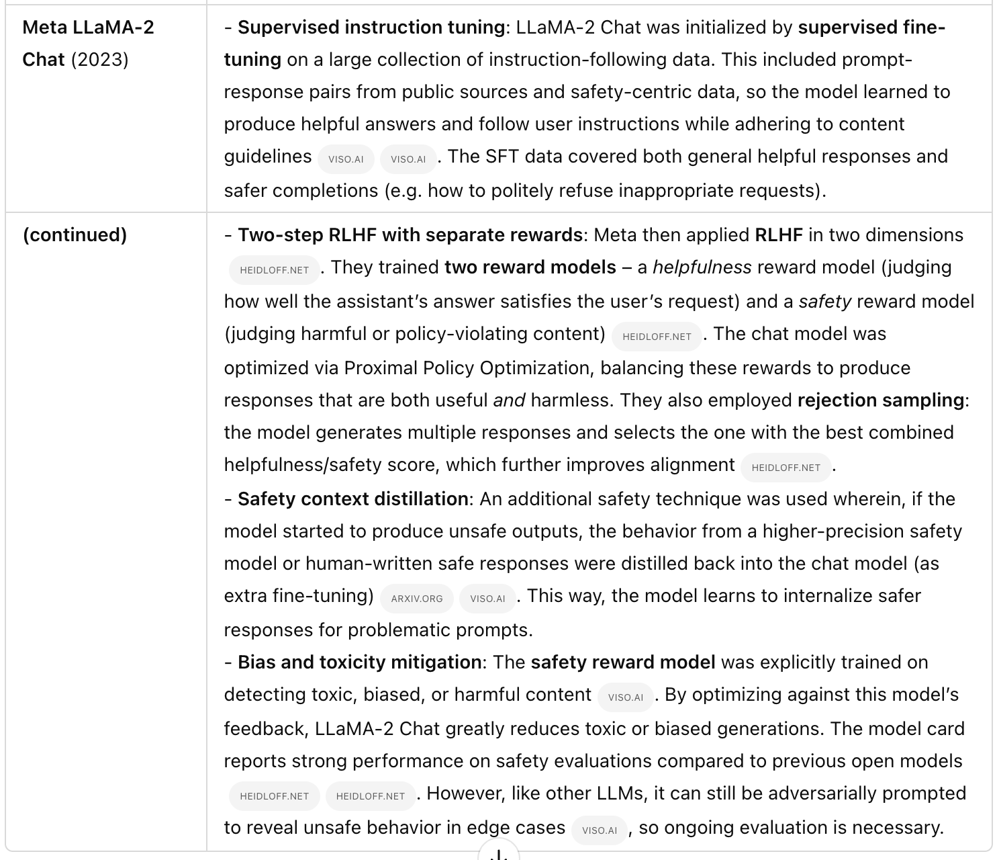 Meta LLaMA-2
Chat (2023)
- Supervised instruction tuning: LLaMA-2 Chat was initialized by supervised fine-
tuning on a large collection of instruction-following data. This included prompt-
response pairs from public sources and safety-centric data, so the model learned to
produce helpful answers and follow user instructions while adhering to content
guidelines VISO.AI VISO.AI . The SFT data covered both general helpful responses and
safer completions (e.g. how to politely refuse inappropriate requests).
(continued)
- Two-step RLHF with separate rewards: Meta then applied RLHF in two dimensions
HEIDLOFF.NET . They trained two reward models – a helpfulness reward model (judging
how well the assistant’s answer satisfies the user’s request) and a safety reward model
(judging harmful or policy-violating content) HEIDLOFF.NET . The chat model was
optimized via Proximal Policy Optimization, balancing these rewards to produce
responses that are both useful and harmless. They also employed rejection sampling:
the model generates multiple responses and selects the one with the best combined
helpfulness/safety score, which further improves alignment HEIDLOFF.NET .
- Safety context distillation: An additional safety technique was used wherein, if the
model started to produce unsafe outputs, the behavior from a higher-precision safety
model or human-written safe responses were distilled back into the chat model (as
extra fine-tuning) ARXIV.ORG VISO.AI . This way, the model learns to internalize safer
responses for problematic prompts.
- Bias and toxicity mitigation: The safety reward model was explicitly trained on
detecting toxic, biased, or harmful content VISO.AI . By optimizing against this model’s
feedback, LLaMA-2 Chat greatly reduces toxic or biased generations. The model card
reports strong performance on safety evaluations compared to previous open models
HEIDLOFF.NET HEIDLOFF.NET . However, like other LLMs, it can still be adversarially prompted
to reveal unsafe behavior in edge cases VISO.AI , so ongoing evaluation is necessary.